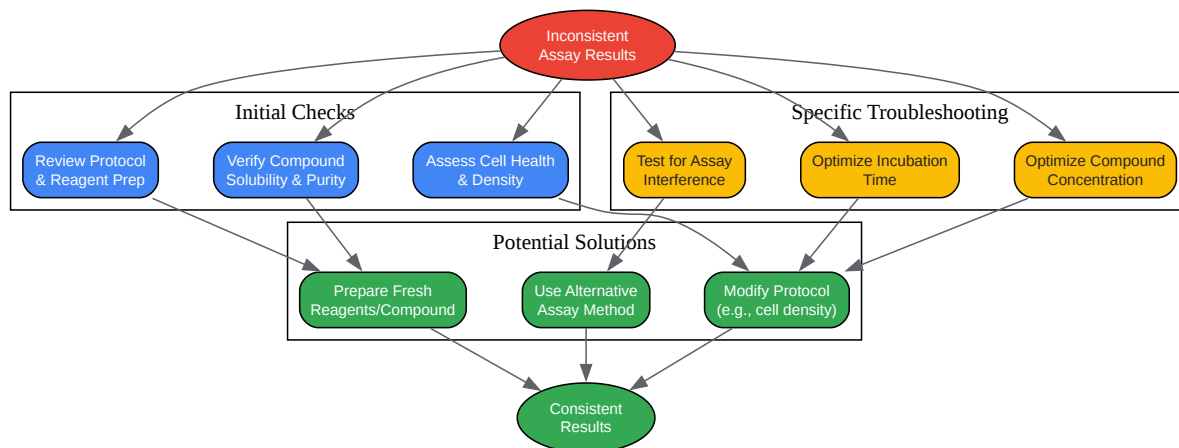 Inconsistent
Assay Results
Initial Checks
Specific Troubleshooting
Review Protocol
& Reagent Prep
Verify Compound
Solubility & Purity
Assess Cell Health
& Density
Test for Assay
Interference
Optimize Incubation
Time
Optimize Compound
Concentration
Potential Solutions
Prepare Fresh
Reagents/Compound
Use Alternative
Assay Method
Modify Protocol
(e.g., cell density)
Consistent
Results